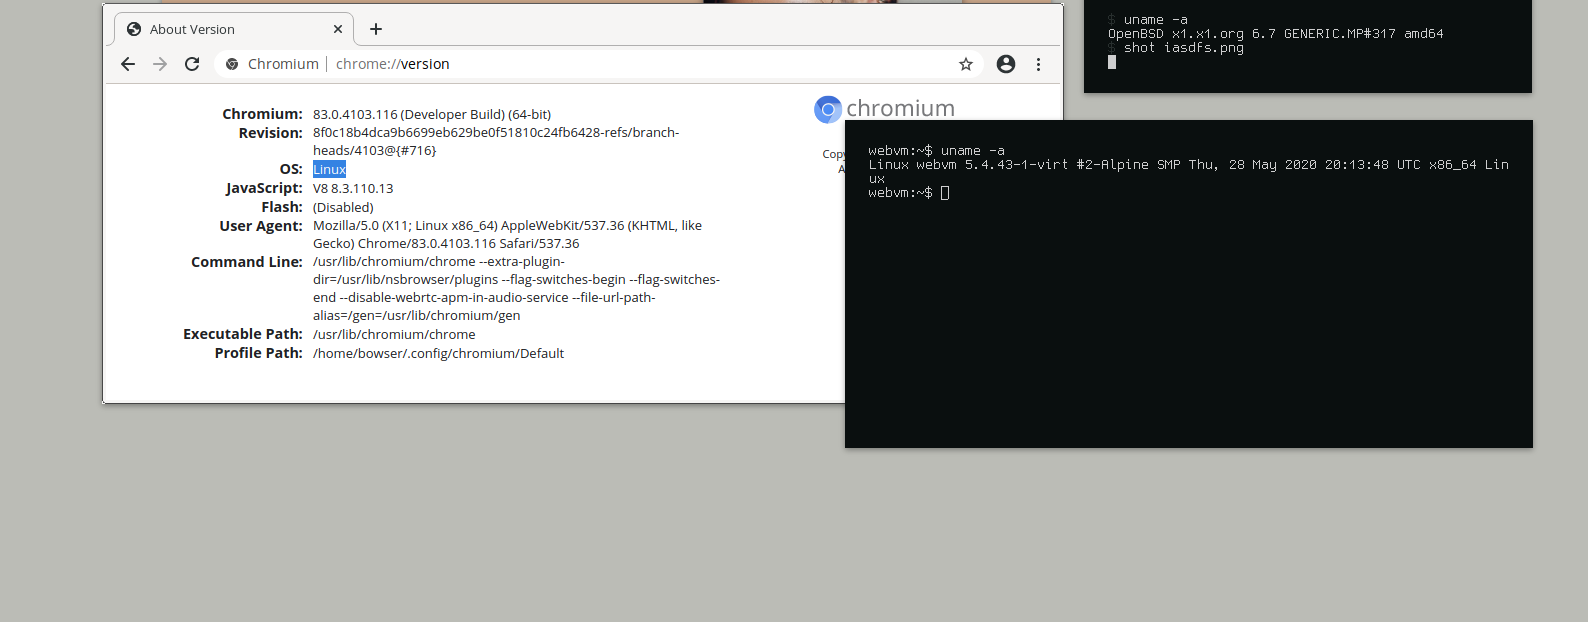 About Version
Chromium | chrome://version
Chromium: 83.0.4103.116 (Developer Build) (64-bit)
Revision: 8f0c18b4dca9b6699eb629be0f51810c24fb6428-refs/branch-
heads/4103@{#716}
OS: Linux
JavaScript: V8 8.3.110.13
Flash: (Disabled)
User Agent: Mozilla/5.0 (X11; Linux x86_64) AppleWebKit/537.36 (KHTML, like
Gecko) Chrome/83.0.4103.116 Safari/537.36
Command Line: /usr/lib/chromium/chrome --extra-plugin-
dir=/usr/lib/nsbrowser/plugins --flag-switches-begin --flag-switches-
end --disable-webrtc-apm-in-audio-service --file-url-path-
alias=/gen=/usr/lib/chromium/gen
Executable Path: /usr/lib/chromium/chrome
Profile Path: /home/bowser/.config/chromium/Default
chromium
Copy
A
$ uname -a
OpenBSD x1.x1.org 6.7 GENERIC.MP#317 amd64
$ shot iasdfs.png
webvm:~$ uname -a
Linux webvm 5.4.43-1-virt #2-Alpine SMP Thu, 28 May 2020 20:13:48 UTC x86_64 Lin
ux
webvm:~$